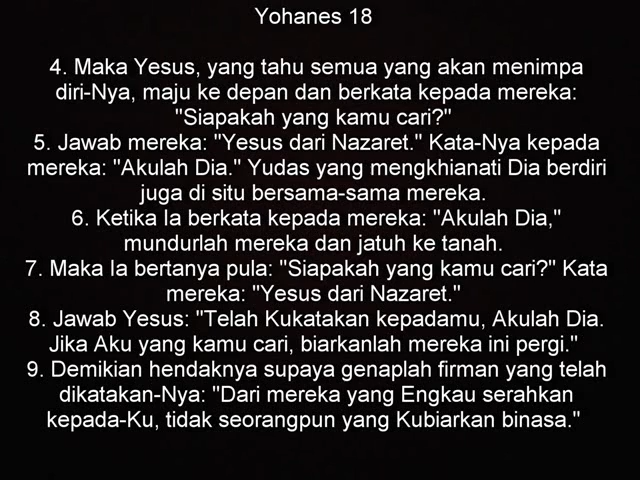 Yohanes 18
4. Maka Yesus, yang tahu semua yang akan menimpa
diri-Nya, maju ke depan dan berkata kepada mereka:
"Siapakah yang kamu cari?"
5. Jawab mereka: "Yesus dari Nazaret." Kata-Nya kepada
mereka: "Akulah Dia." Yudas yang mengkhianati Dia berdiri
juga di situ bersama-sama mereka.
6. Ketika Ia berkata kepada mereka: "Akulah Dia,"
mundurlah mereka dan jatuh ke tanah.
7. Maka Ia bertanya pula: "Siapakah yang kamu cari?" Kata
mereka: "Yesus dari Nazaret."
8. Jawab Yesus: "Telah Kukatakan kepadamu, Akulah Dia.
Jika Aku yang kamu cari, biarkanlah mereka ini pergi."
9. Demikian hendaknya supaya genaplah firman yang telah
dikatakan-Nya: "Dari mereka yang Engkau serahkan
kepada-Ku, tidak seorangpun yang Kubiarkan binasa."